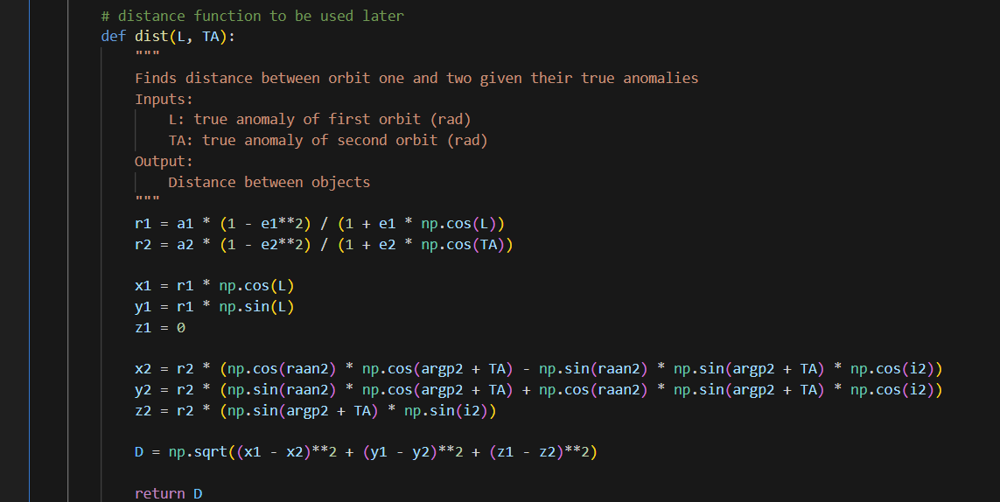 # distance function to be used later
def dist(L, TA):
"""
Finds distance between orbit one and two given their true anomalies
Inputs:
L: true anomaly of first orbit (rad)
TA: true anomaly of second orbit (rad)
Output:
Distance between objects
"""
r1 = a1 * (1 - e1**2) / (1 + e1 * np.cos(L))
r2 = a2 * (1 - e2**2) / (1 + e2 * np.cos(TA))
x1 = r1 * np.cos(L)
y1 = r1 * np.sin(L)
z1 = 0
x2 = r2 * (np.cos(raan2) * np.cos(argp2 + TA) - np.sin(raan2) * np.sin(argp2 + TA) * np.cos(i2))
y2 = r2 * (np.sin(raan2) * np.cos(argp2 + TA) + np.cos(raan2) * np.sin(argp2 + TA) * np.cos(i2))
z2 = r2 * (np.sin(argp2 + TA) * np.sin(i2))
D = np.sqrt((x1 - x2)**2 + (y1 - y2)**2 + (z1 - z2)**2)
return D